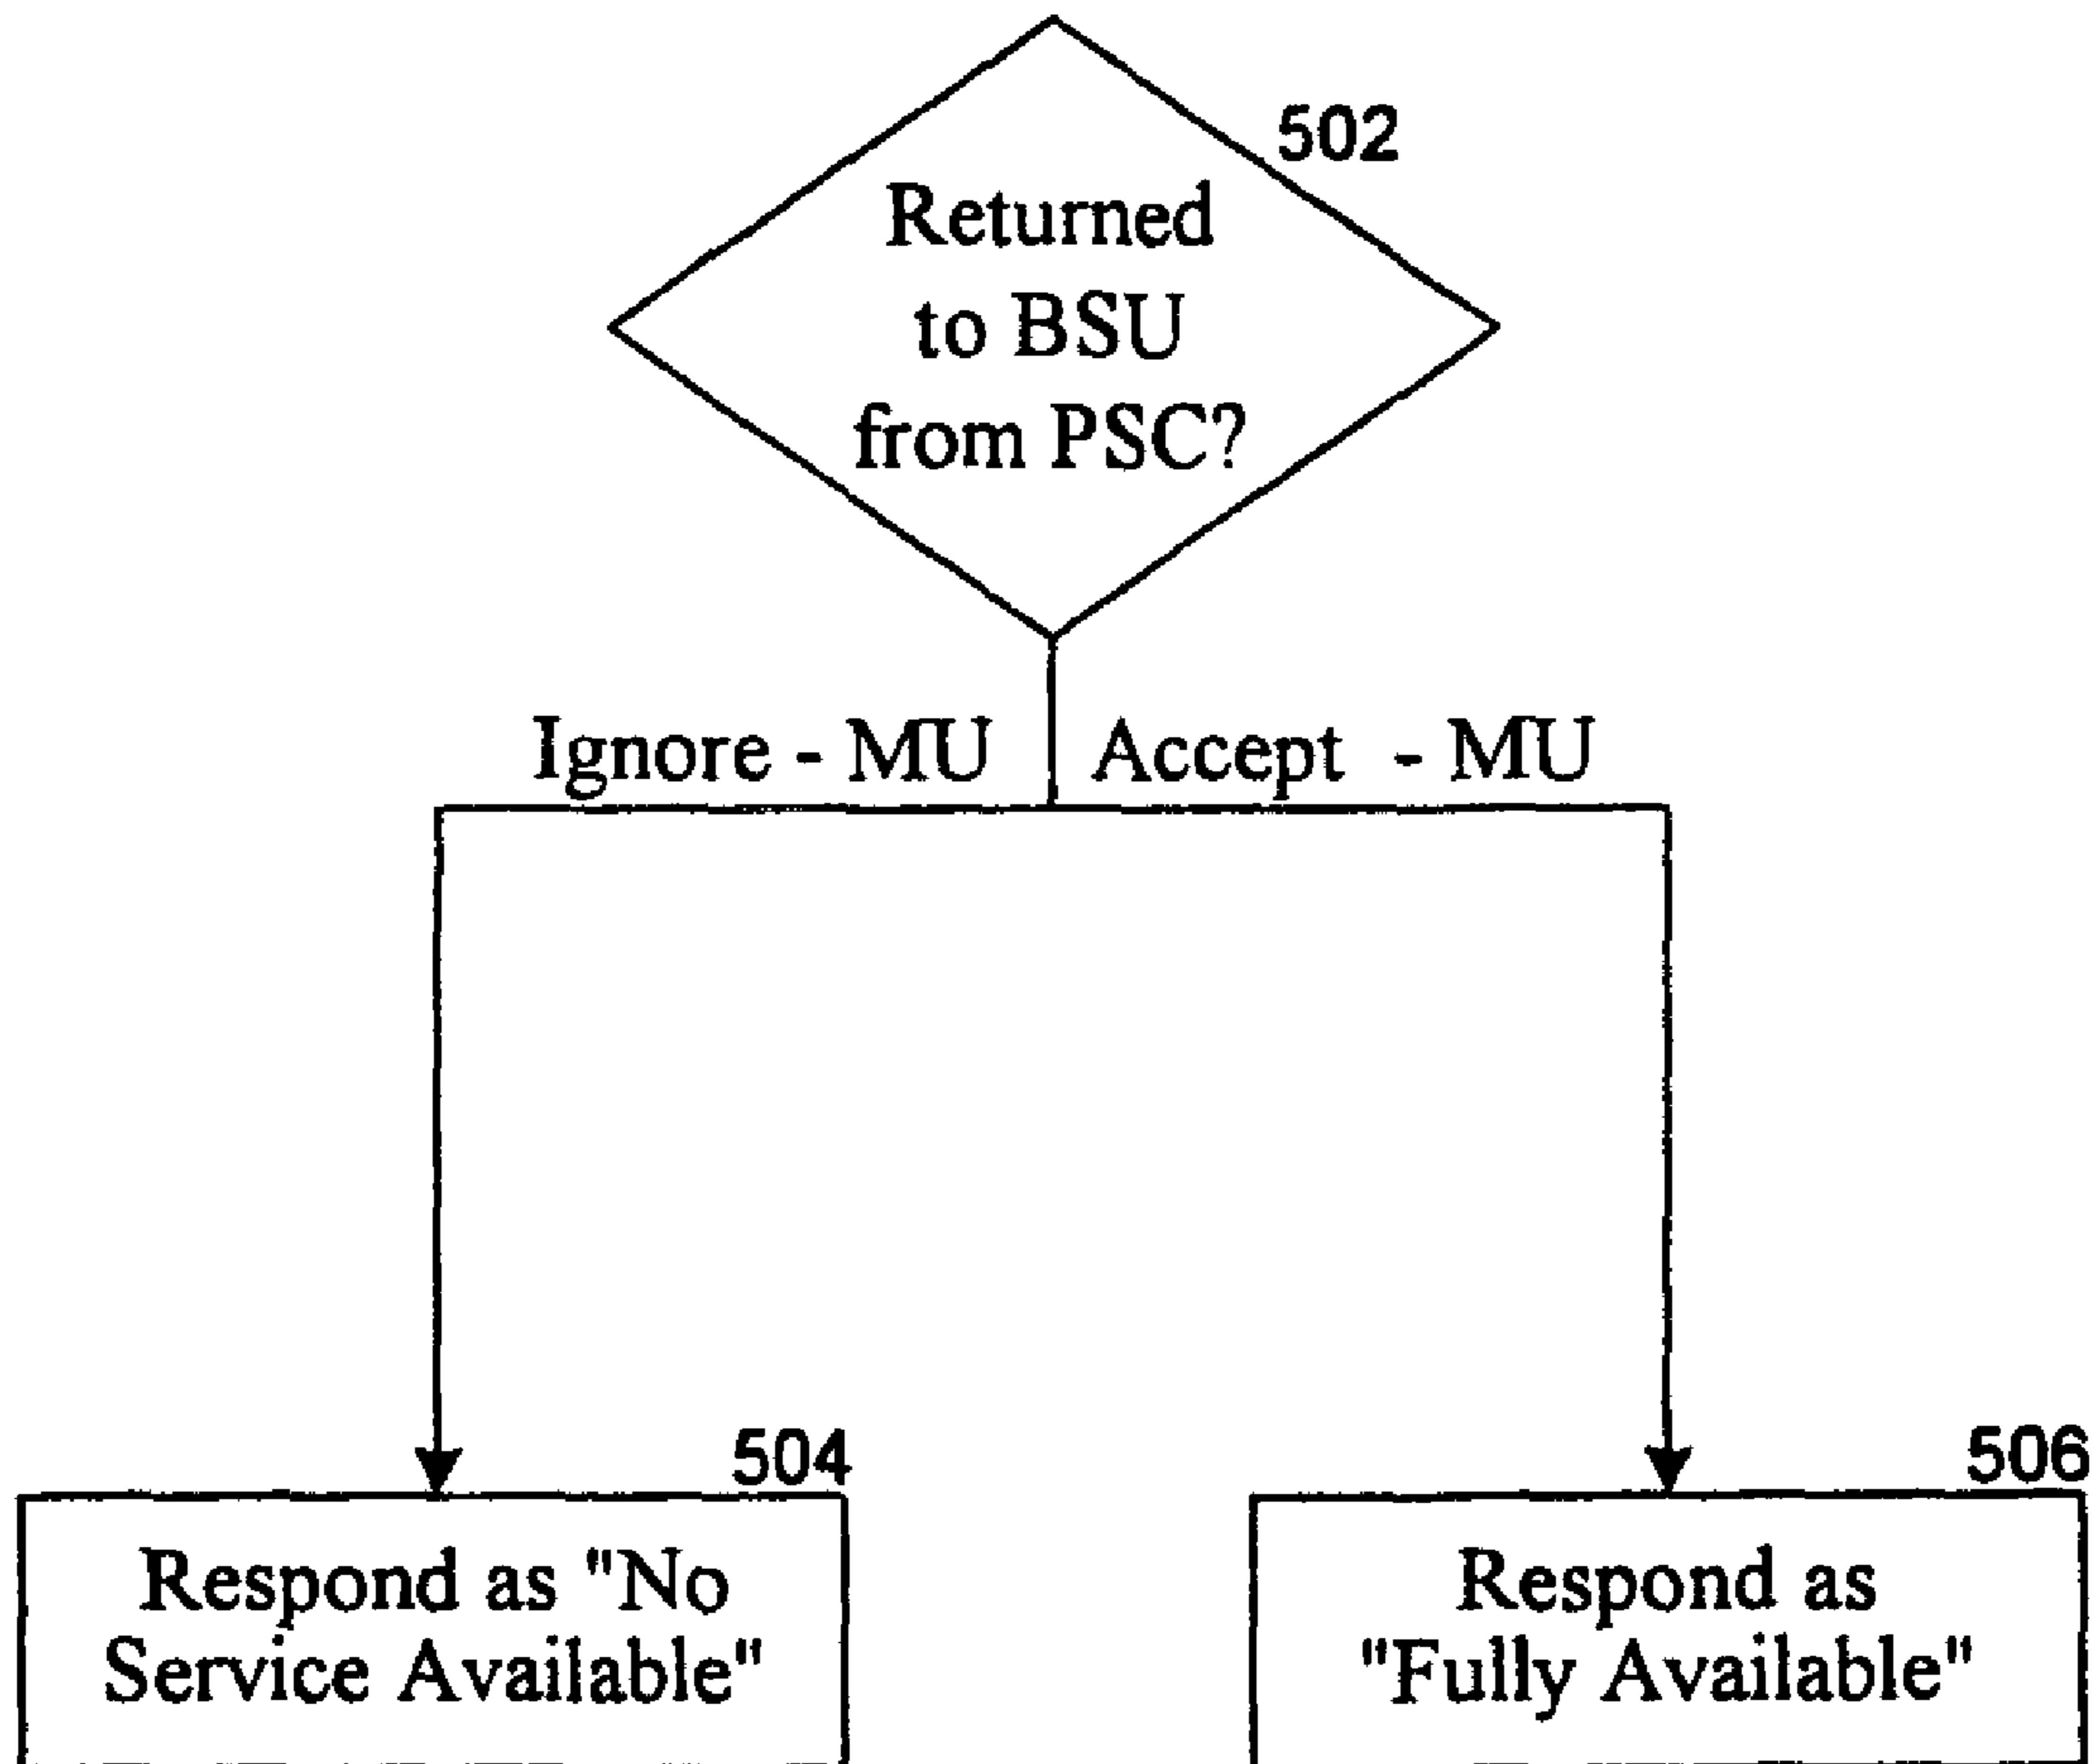 502
Returned
to BSU
from PSC?
Ignore - MU
Accept - MU
504
Respond as "No
Service Available"
506
Respond as
"Fully Available"